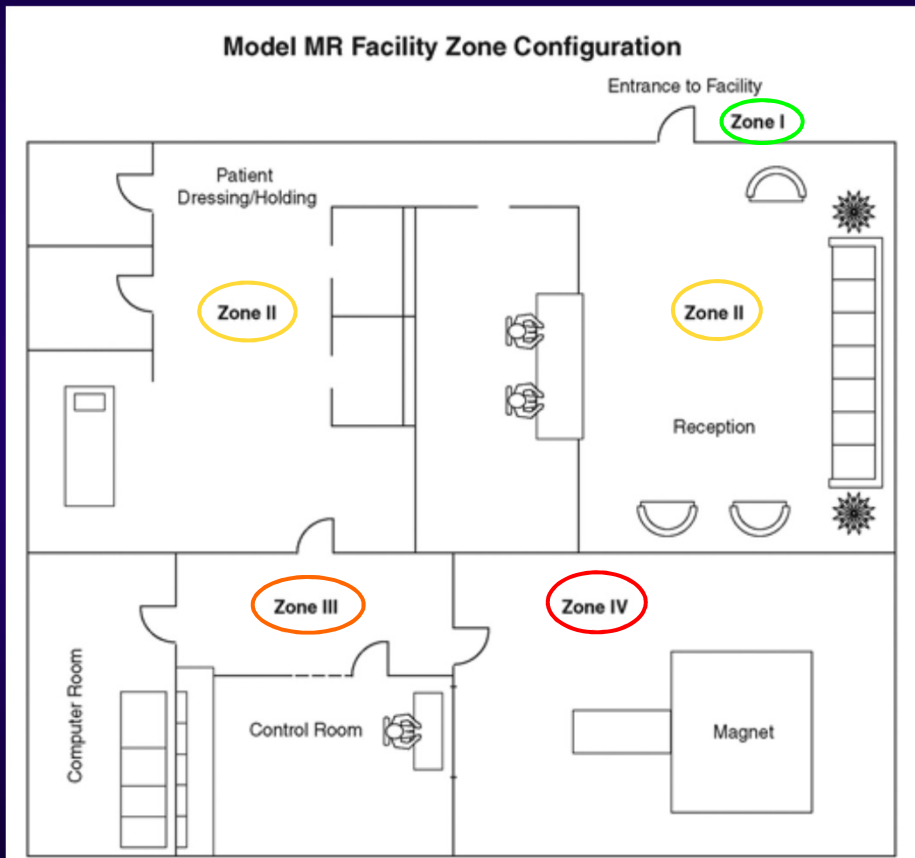 Model MR Facility Zone Configuration
Entrance to Facility
Zone I
Patient
Dressing/Holding
Zone II
Zone II
Reception
Zone III
Zone IV
Computer Room
Control Room
Magnet